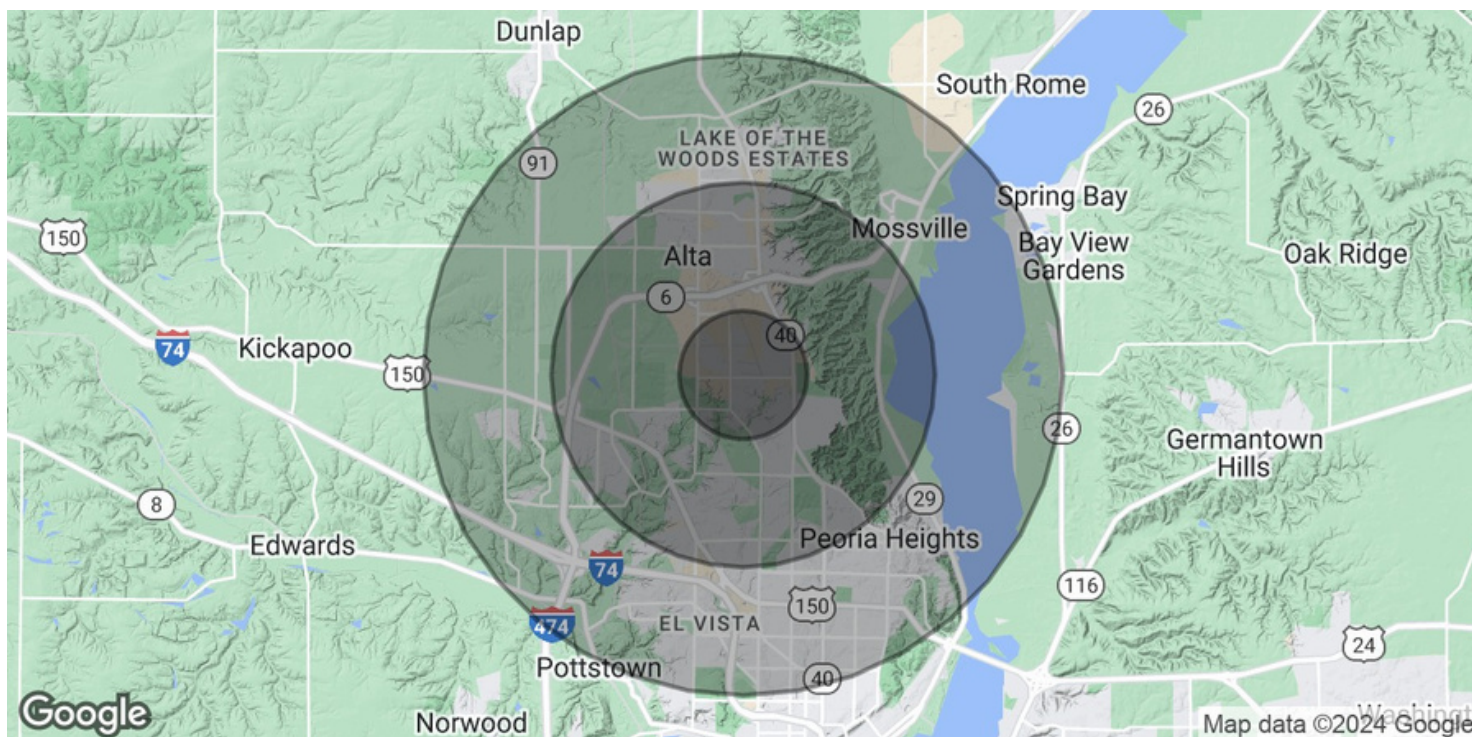 Dunlap
South Rome
26
LAKE OF THE
WOODS ESTATES
91
Spring Bay
150
Mossville
Bay View
Gardens
Alta
Oak Ridge
6
40
74
Kickapoo
150
26
Germantown
Hills
8
29
Edwards
Peoria Heights
74
116
150
474
EL VISTA
24
Pottstown
40
Norwood
Google
Map data ©2024 Google